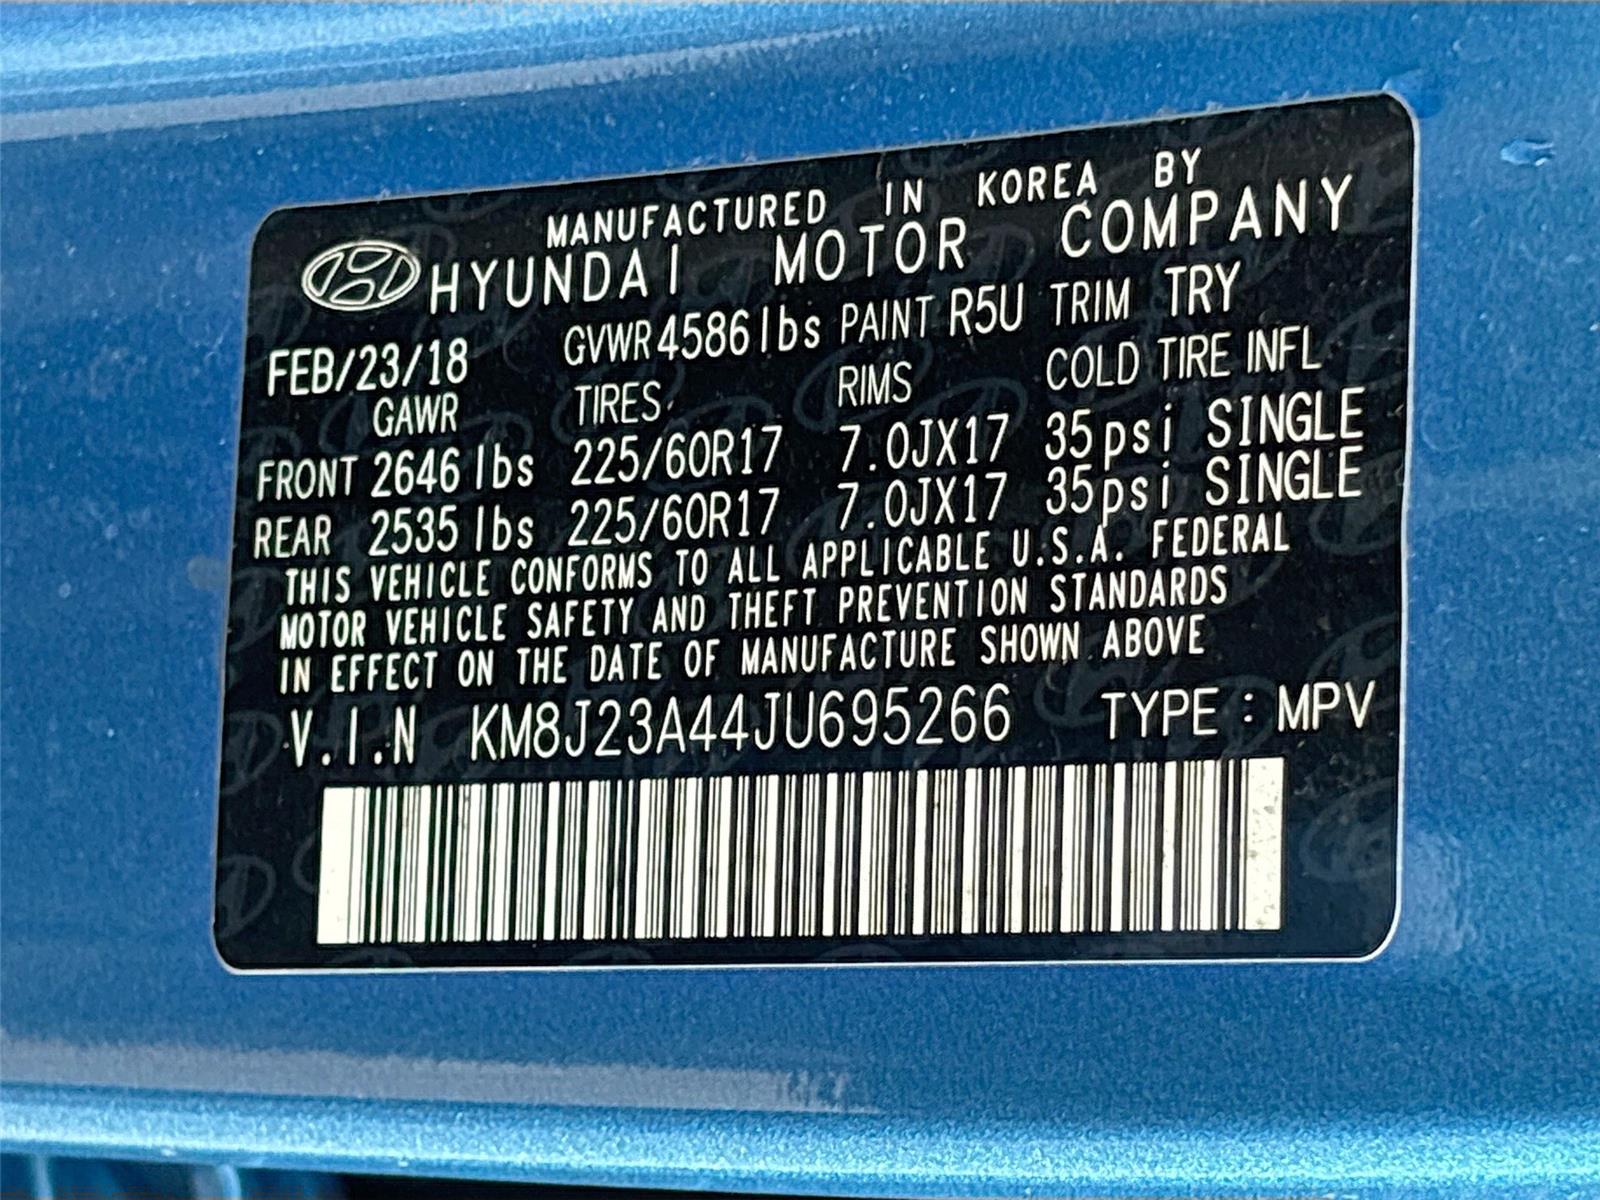 MANUFACTURED IN KOREA BY
HYUNDAI MOTOR COMPANY
FEB/23/18 GVWR 4586 lbs PAINT R5U TRIM TRY
GAWR TIRES RIMS COLD TIRE INFL
FRONT 2646 lbs 225/60R17 7.0JX17 35psi SINGLE
REAR 2535 lbs 225/60R17 7.0JX17 35psi SINGLE
THIS VEHICLE CONFORMS TO ALL APPLICABLE U.S.A. FEDERAL
MOTOR VEHICLE SAFETY AND THEFT PREVENTION STANDARDS
IN EFFECT ON THE DATE OF MANUFACTURE SHOWN ABOVE
V.I.N KM8J23A44JU695266 TYPE : MPV